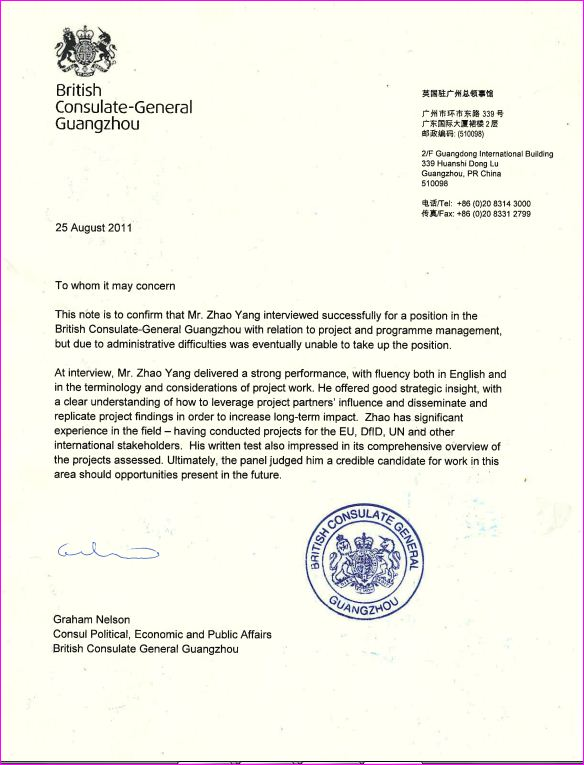 British
Consulate-General
Guangzhou
英国驻广州总领事馆
广州市环市东路 339 号
广东国际大厦裙楼 2 层
邮政编码: (510098)
2/F Guangdong International Building
339 Huanshi Dong Lu
Guangzhou, PR China
510098
电话/Tel: +86 (0)20 8314 3000
传真/Fax: +86 (0)20 8331 2799
25 August 2011
To whom it may concern
This note is to confirm that Mr. Zhao Yang interviewed successfully for a position in the
British Consulate-General Guangzhou with relation to project and programme management,
but due to administrative difficulties was eventually unable to take up the position.
At interview, Mr. Zhao Yang delivered a strong performance, with fluency both in English and
in the terminology and considerations of project work. He offered good strategic insight, with
a clear understanding of how to leverage project partners' influence and disseminate and
replicate project findings in order to increase long-term impact. Zhao has significant
experience in the field – having conducted projects for the EU, DfID, UN and other
international stakeholders. His written test also impressed in its comprehensive overview of
the projects assessed. Ultimately, the panel judged him a credible candidate for work in this
area should opportunities present in the future.
BRITISH CONSULATE GENERAL
GUANGZHOU
Graham Nelson
Consul Political, Economic and Public Affairs
British Consulate General Guangzhou